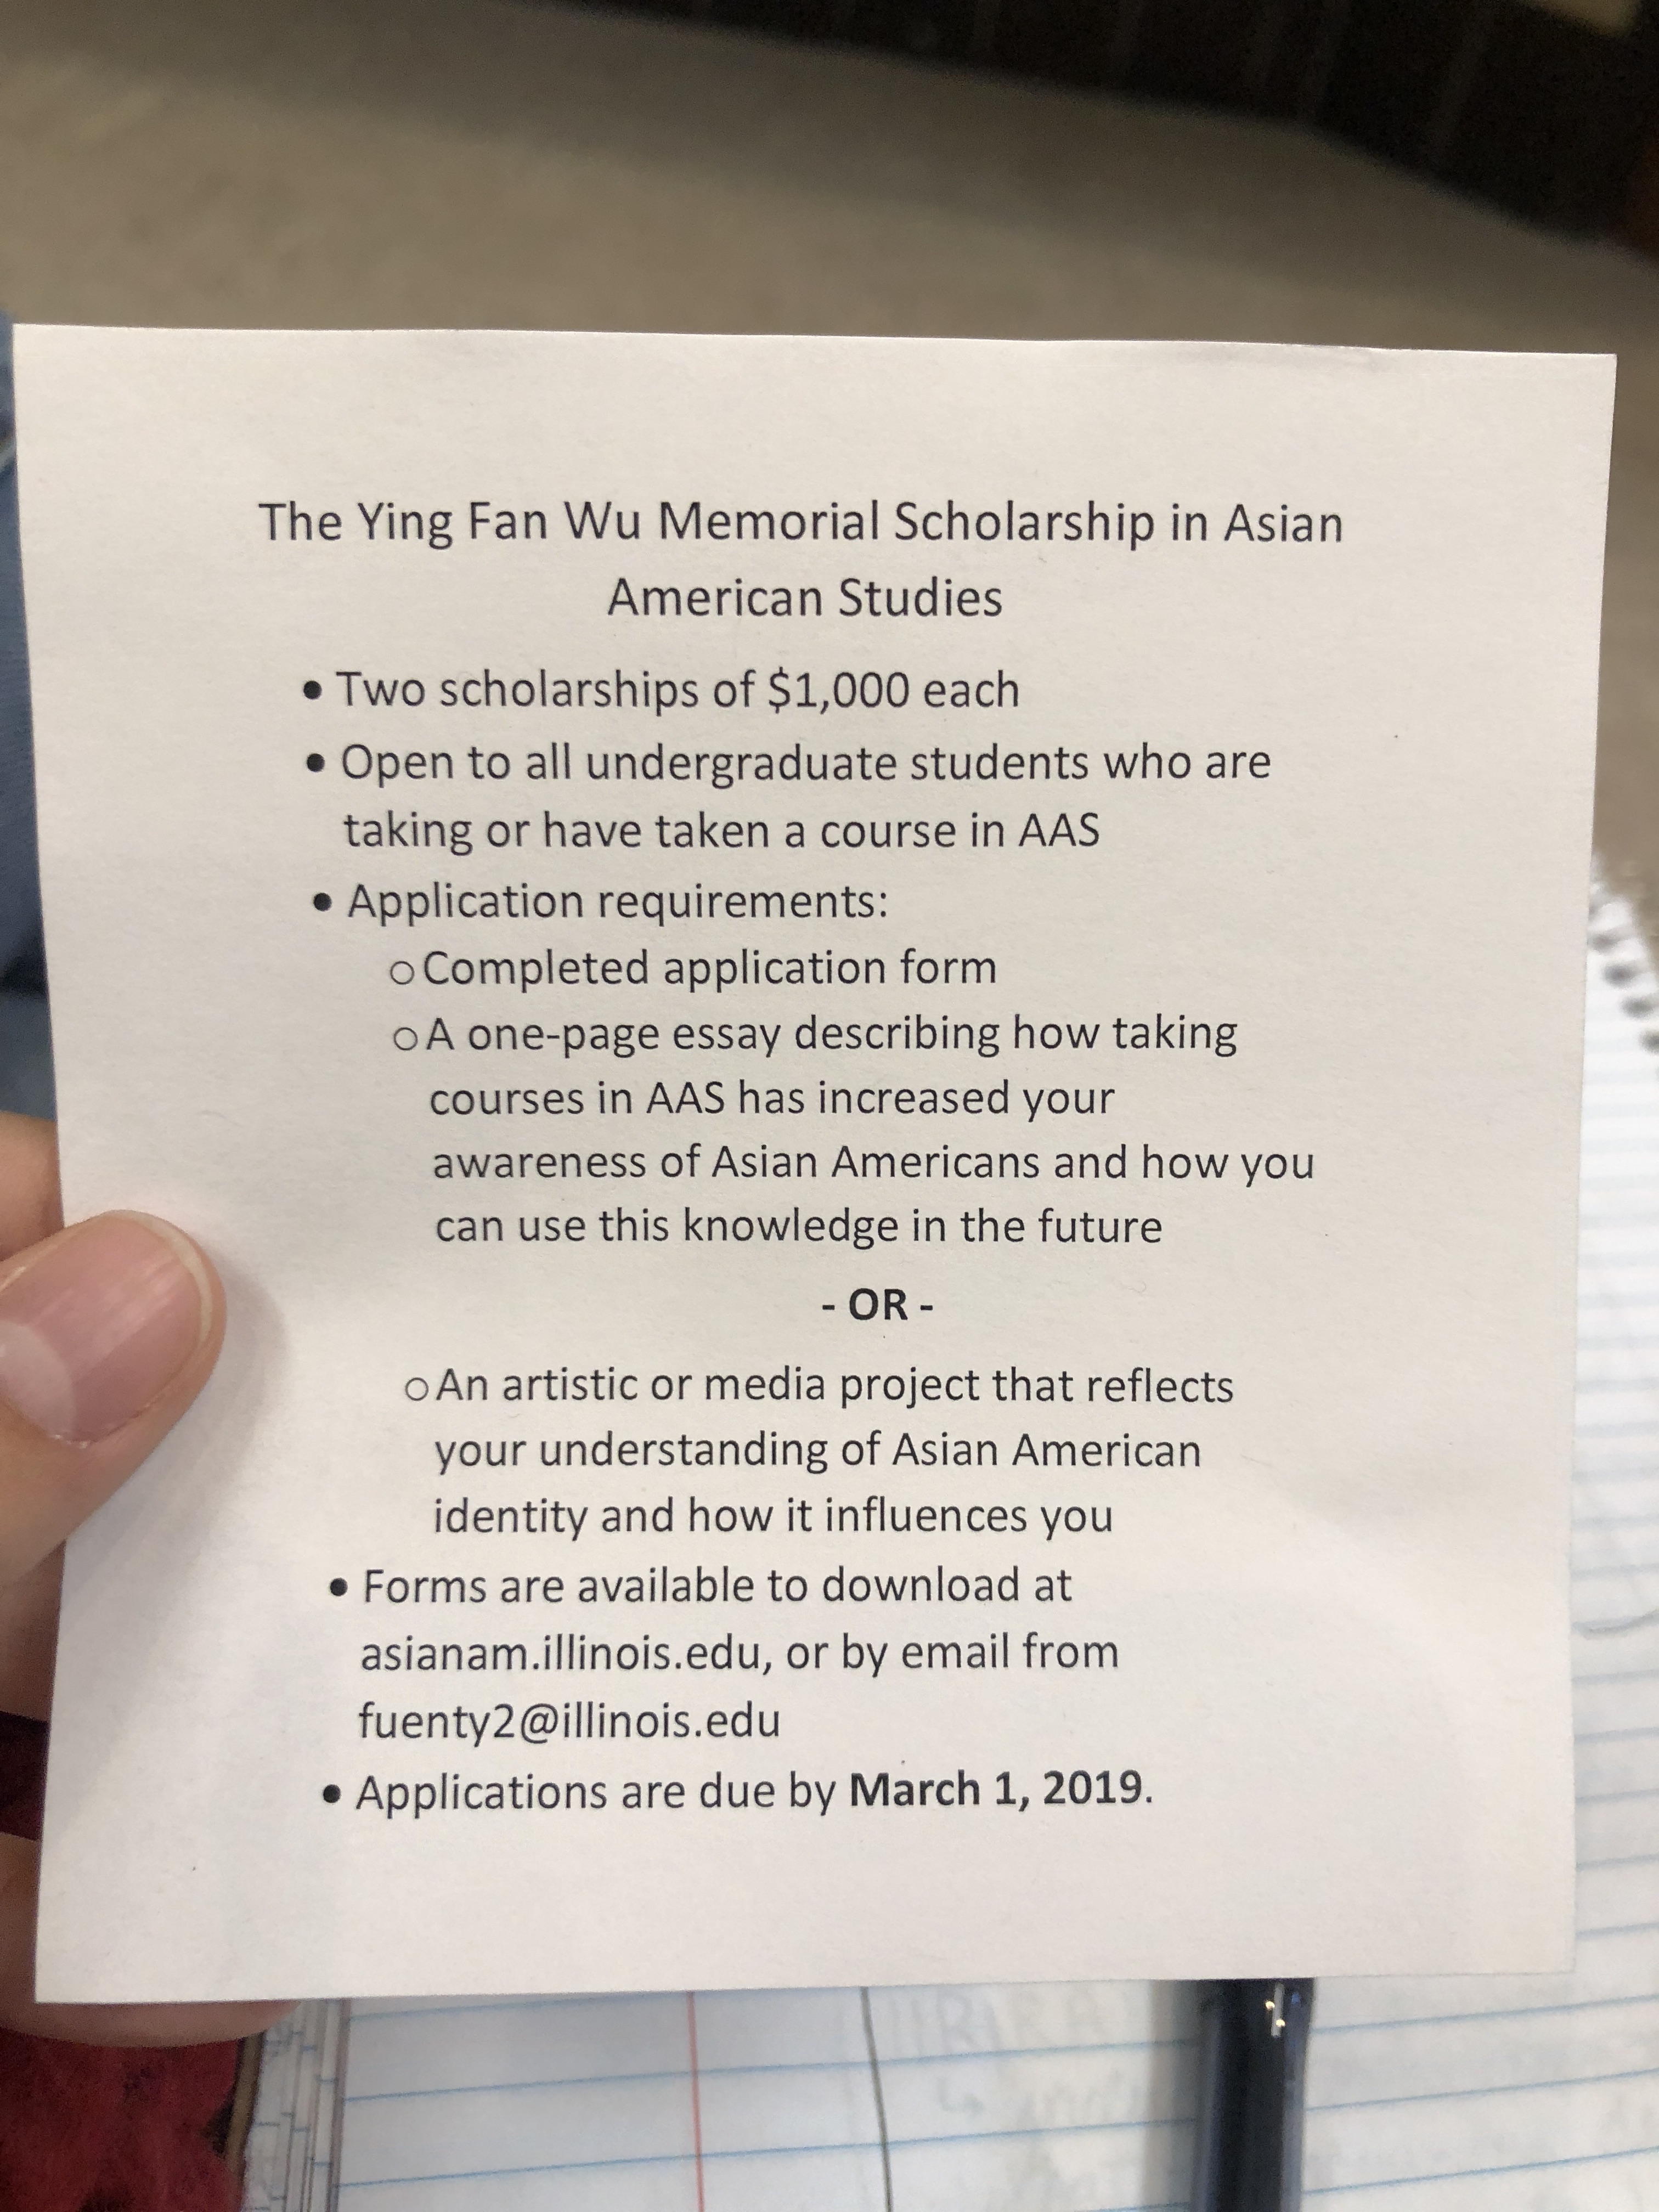 The Ying Fan Wu Memorial Scholarship in Asian
American Studies
• Two scholarships of $1,000 each
• Open to all undergraduate students who are
taking or have taken a course in AAS
• Application requirements:
o Completed application form
o A one-page essay describing how taking
courses in AAS has increased your
awareness of Asian Americans and how you
can use this knowledge in the future
- OR -
o An artistic or media project that reflects
your understanding of Asian American
identity and how it influences you
• Forms are available to download at
asianam.illinois.edu, or by email from
fuenty2@illinois.edu
• Applications are due by March 1, 2019.